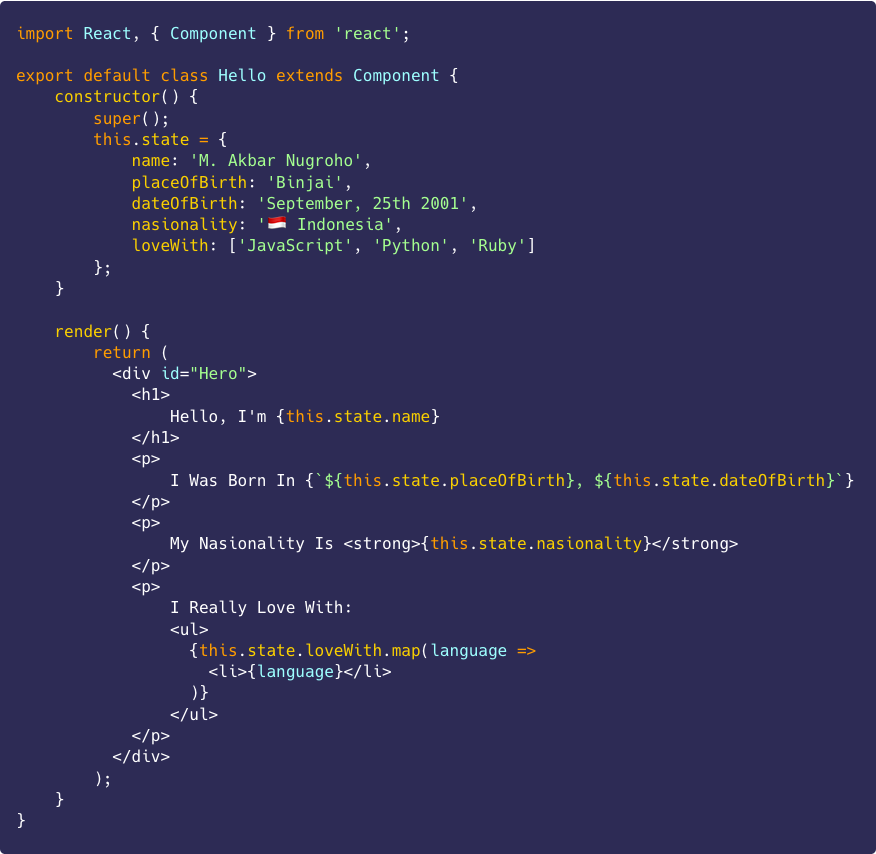 import React, { Component } from 'react';

export default class Hello extends Component {
    constructor() {
        super();
        this.state = {
            name: 'M. Akbar Nugroho',
            placeOfBirth: 'Binjai',
            dateOfBirth: 'September, 25th 2001',
            nasionality: '🇮🇩 Indonesia',
            loveWith: ['JavaScript', 'Python', 'Ruby']
        };
    }

    render() {
        return (
          <div id="Hero">
            <h1>
                Hello, I'm {this.state.name}
            </h1>
            <p>
                I Was Born In {`${this.state.placeOfBirth}, ${this.state.dateOfBirth}`}
            </p>
            <p>
                My Nasionality Is <strong>{this.state.nasionality}</strong>
            </p>
            <p>
                I Really Love With:
                <ul>
                  {this.state.loveWith.map(language =>
                    <li>{language}</li>
                  )}
                </ul>
            </p>
          </div>
        );
    }
}